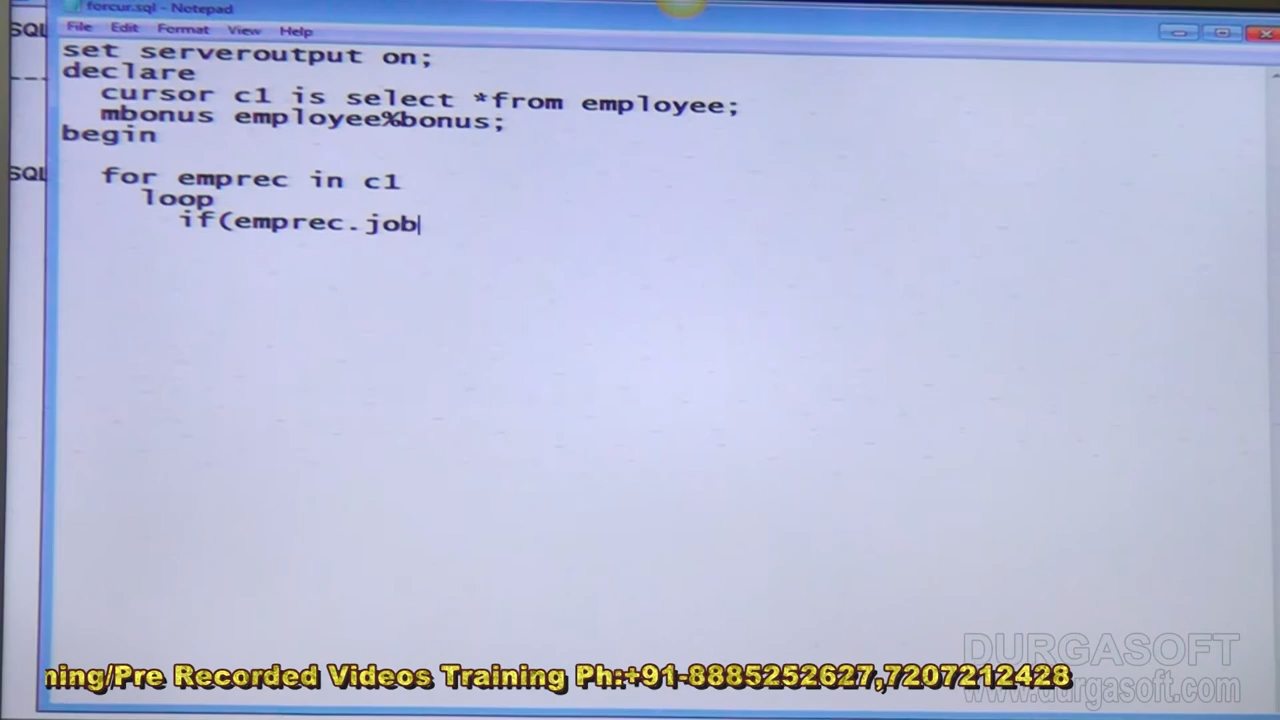 forcur.sql - Notepad
File Edit Format View Help
SQL
set serveroutput on;
declare
cursor c1 is select *from employee;
mbonus employee%bonus;
begin
SQL
for emprec in c1
loop
if(emprec.job
DURGASOFT
www.durgasoft.com
ning/Pre Recorded Videos Training Ph:+91-8885252627,7207212428